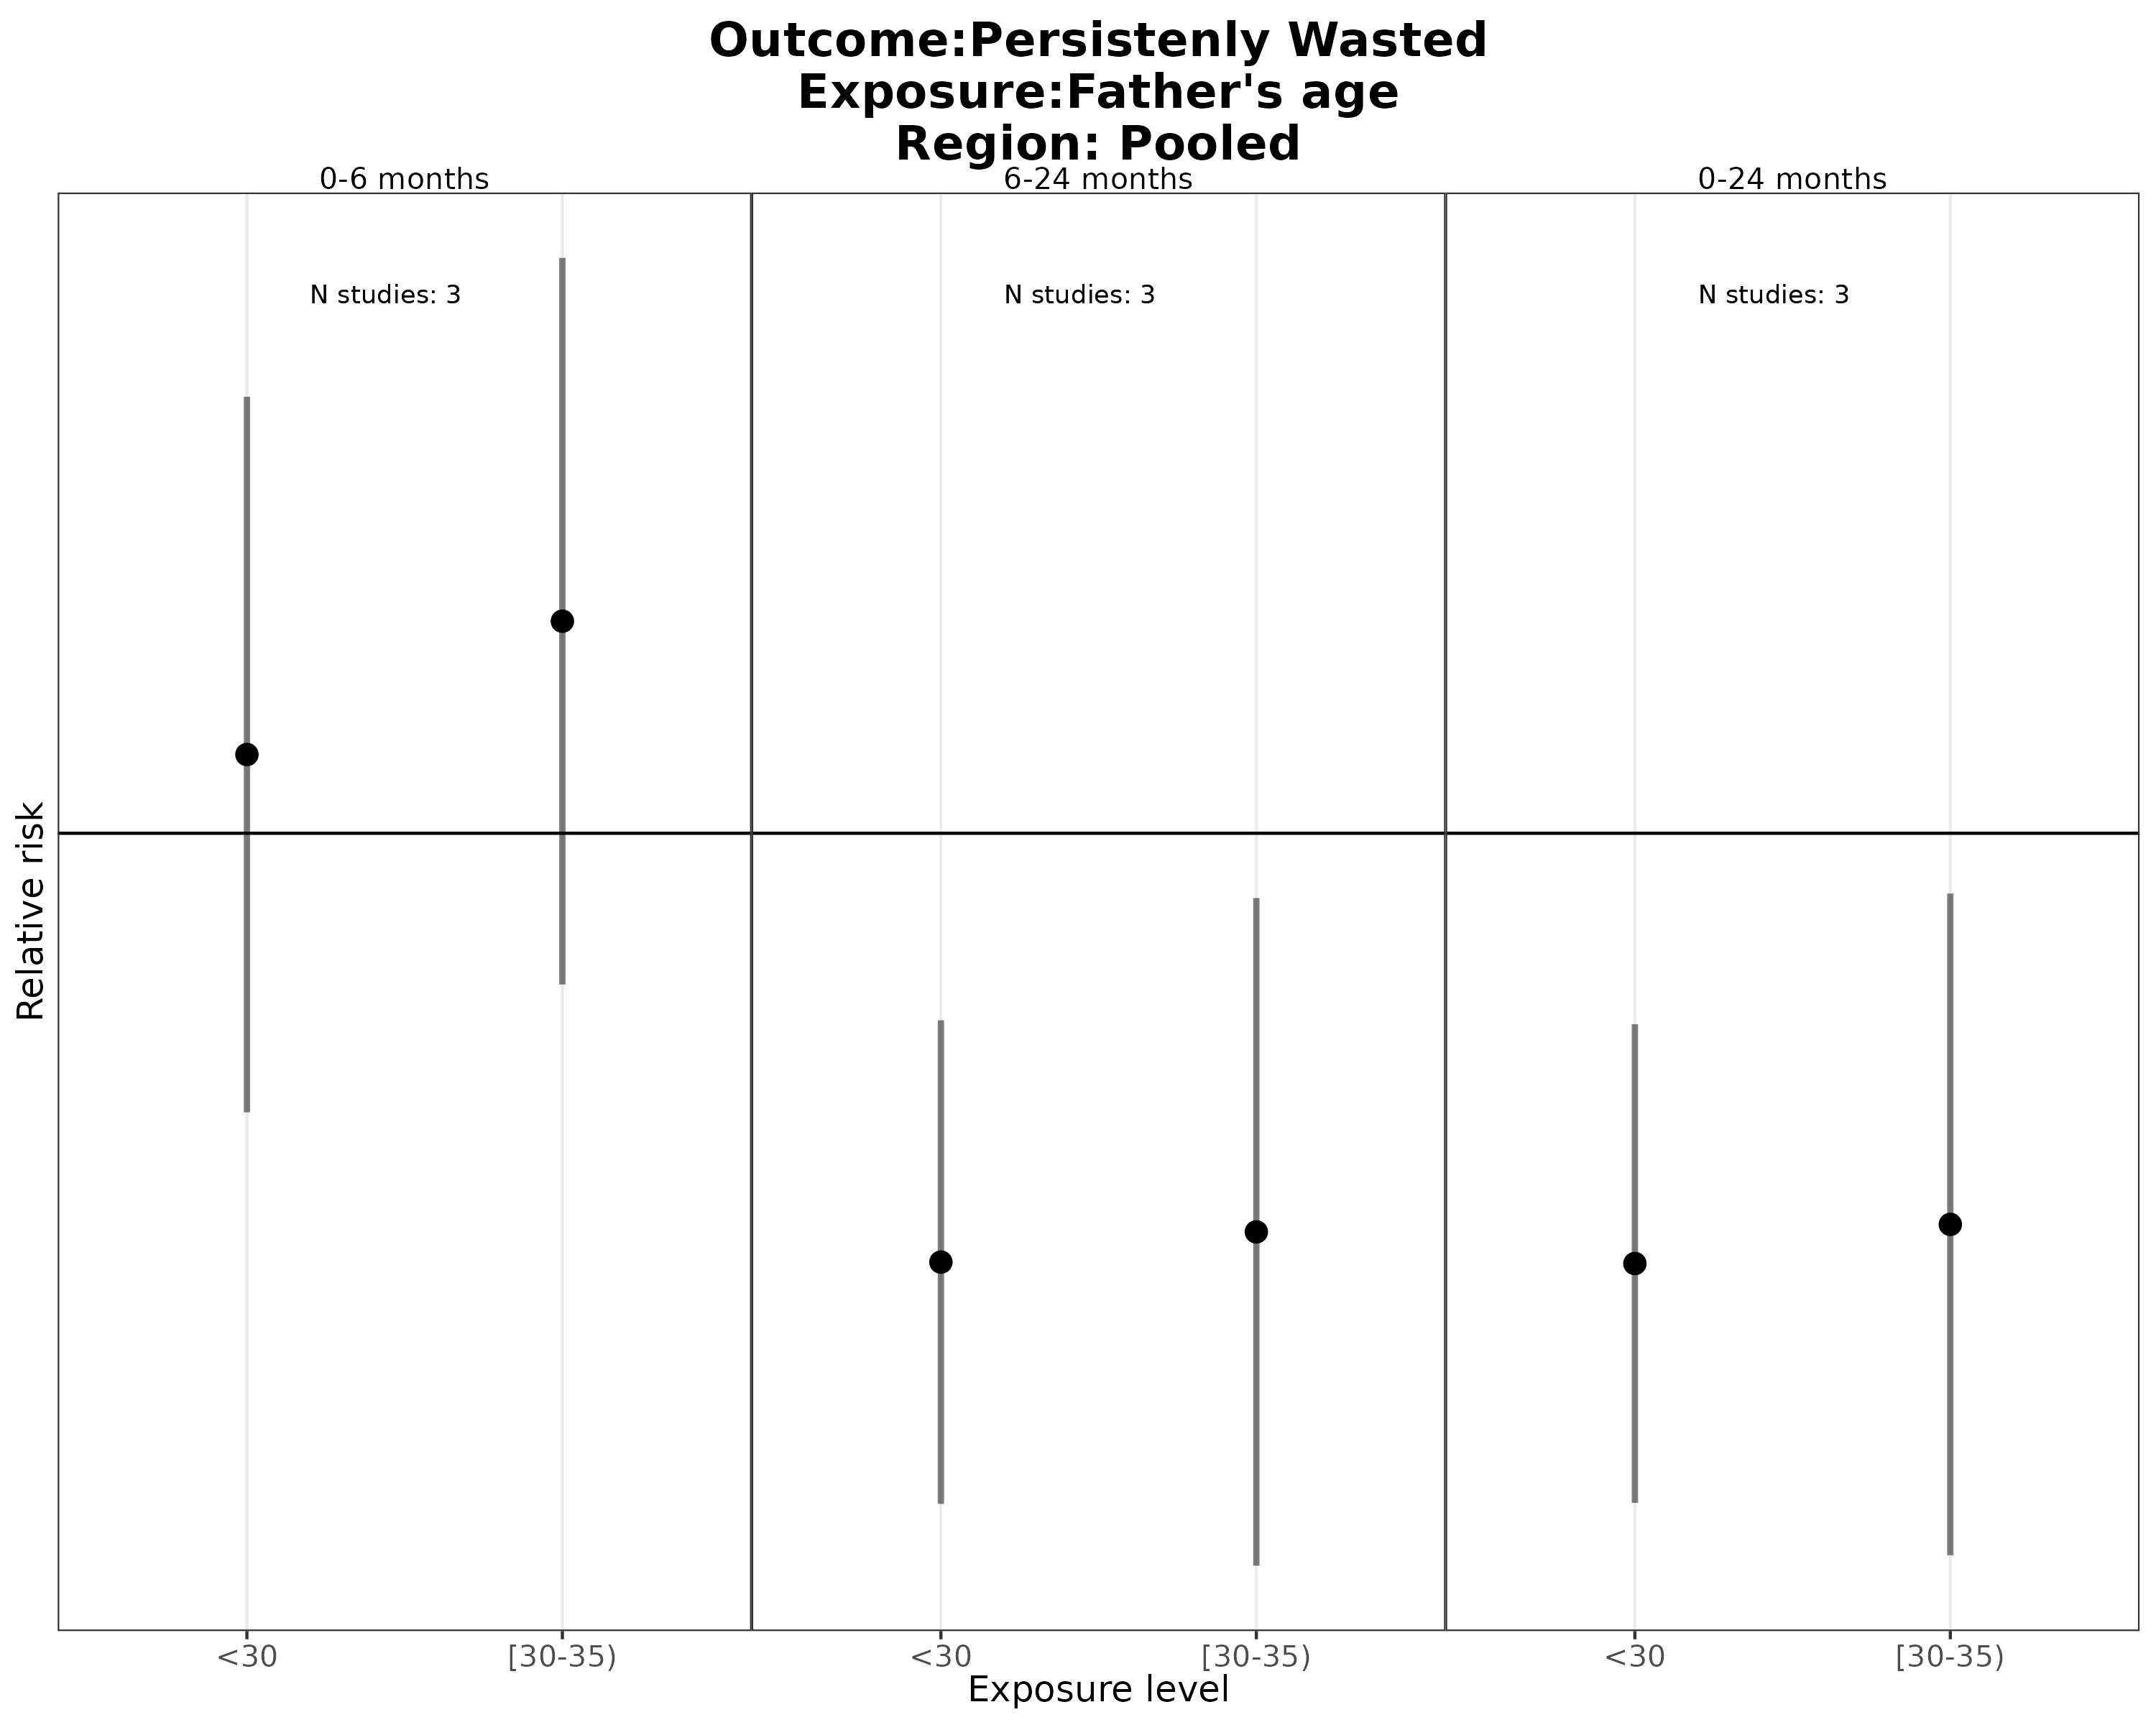 Outcome:Persistenly Wasted
Exposure:Father's age
Region: Pooled
0-6 months
6-24 months
0-24 months
N studies: 3
N studies: 3
N studies: 3
Relative risk
<30
[30-35)
<30
[30-35)
<30
[30-35)
Exposure level